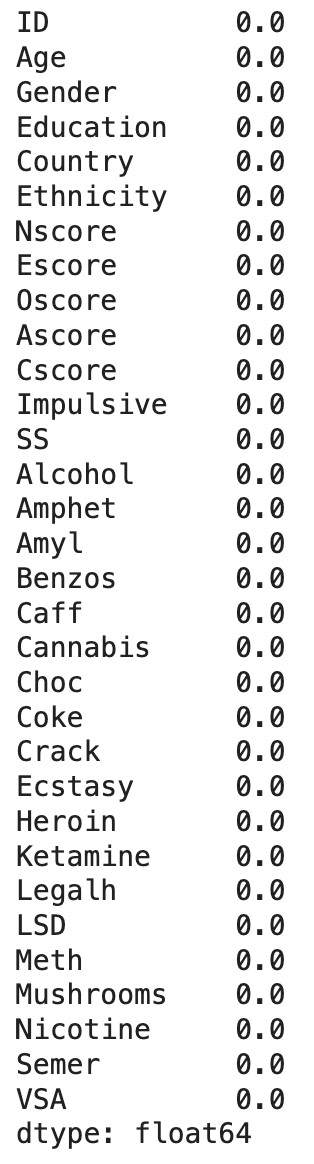 ID 0.0
Age 0.0
Gender 0.0
Education 0.0
Country 0.0
Ethnicity 0.0
Nscore 0.0
Escore 0.0
Oscore 0.0
Ascore 0.0
Cscore 0.0
Impulsive 0.0
SS 0.0
Alcohol 0.0
Amphet 0.0
Amyl 0.0
Benzos 0.0
Caff 0.0
Cannabis 0.0
Choc 0.0
Coke 0.0
Crack 0.0
Ecstasy 0.0
Heroin 0.0
Ketamine 0.0
Legalh 0.0
LSD 0.0
Meth 0.0
Mushrooms 0.0
Nicotine 0.0
Semer 0.0
VSA 0.0
dtype: float64